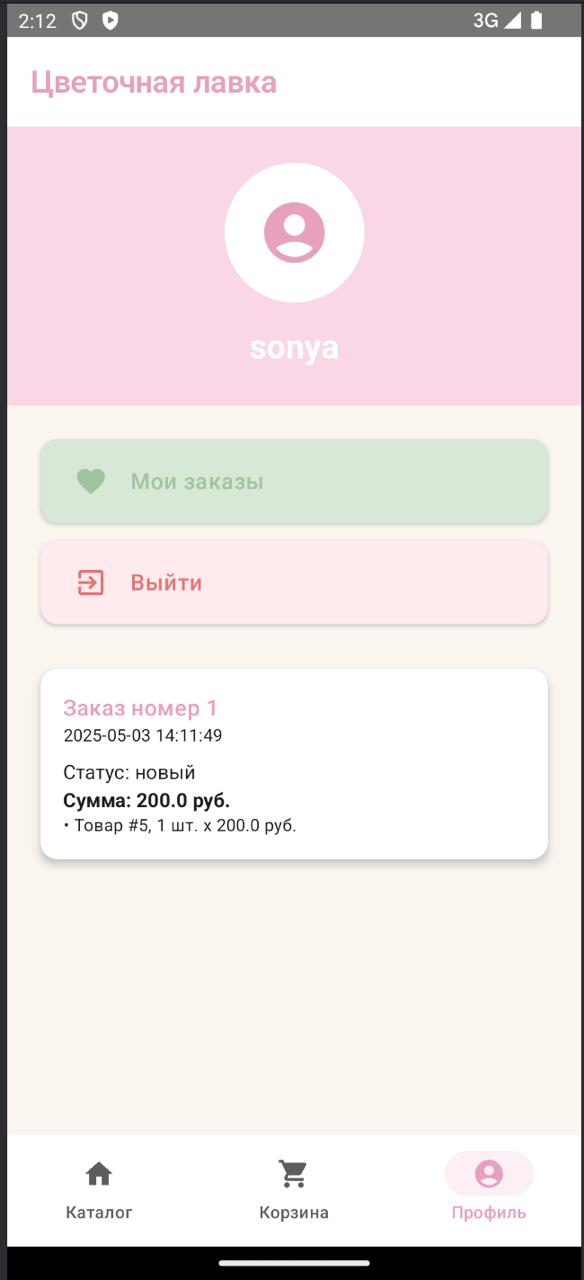 2:12
3G
Цветочная лавка
sonya
Мои заказы
Выйти
Заказ номер 1
2025-05-03 14:11:49
Статус: новый
Сумма: 200.0 руб.
• Товар #5, 1 шт. x 200.0 руб.
Каталог
Корзина
Профиль